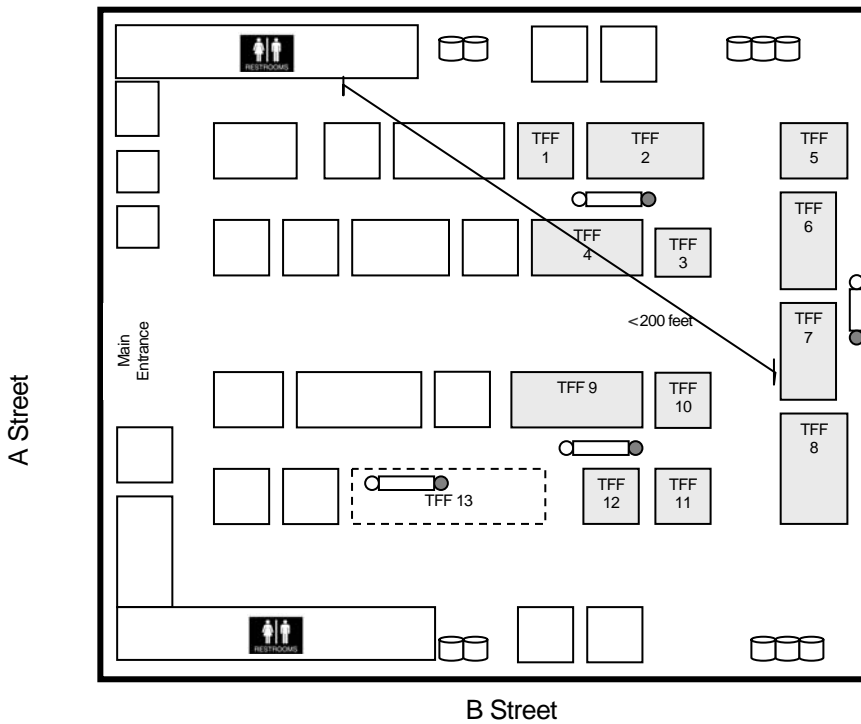 RESTROOMS
TFF
1
TFF
2
TFF
5
TFF
6
TFF
4
TFF
3
<200 feet
TFF
7
Main
Entrance
A Street
TFF 9
TFF
10
TFF
8
TFF 13
TFF
12
TFF
11
RESTROOMS
B Street